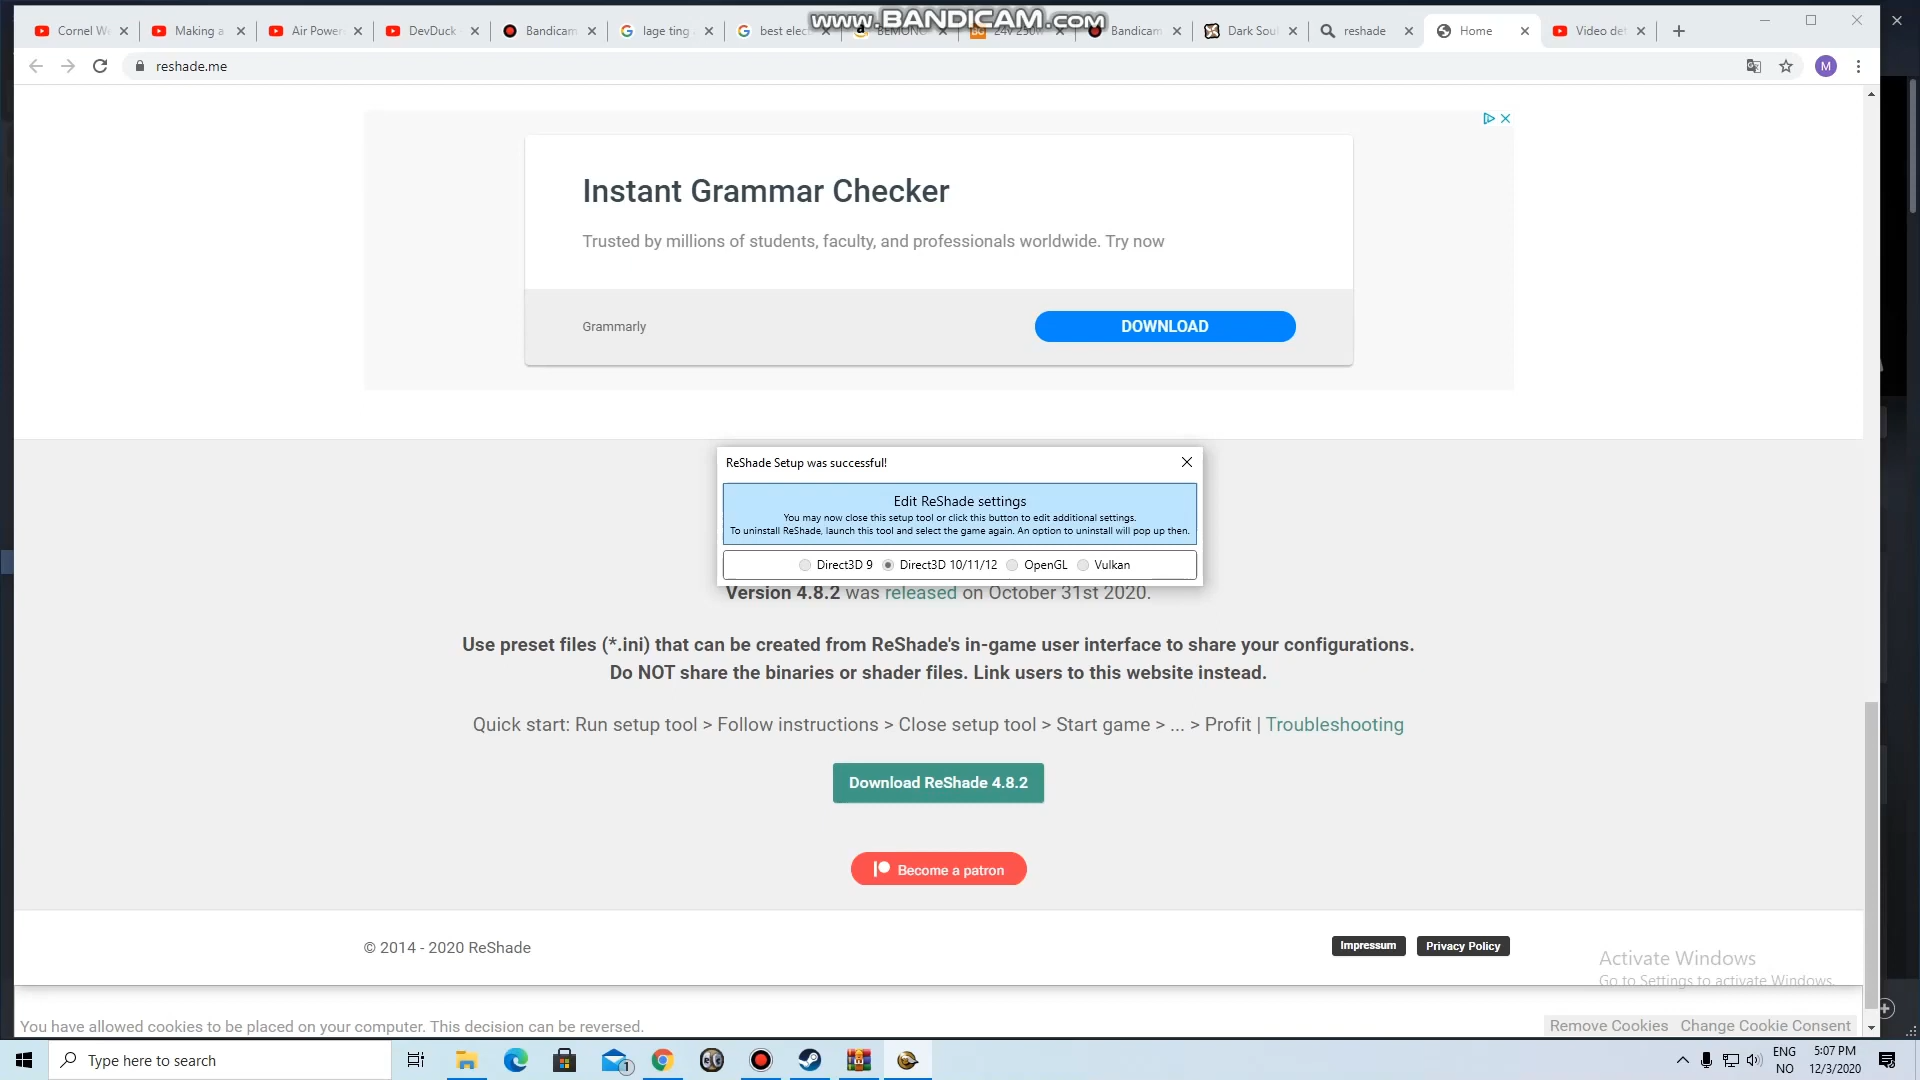 www.BANDICAM.com
Cornel W
Making a
Air Power
DevDuck
Bandicam
lage ting
best elect
BEMONO
24v 250w
Bandicam
Dark Soul
reshade
Home
Video det
reshade.me
M
Instant Grammar Checker
Trusted by millions of students, faculty, and professionals worldwide. Try now
Grammarly
DOWNLOAD
ReShade Setup was successful!
Edit ReShade settings
You may now close this setup tool or click this button to edit additional settings.
To uninstall ReShade, launch this tool and select the game again. An option to uninstall will pop up then.
Direct3D 9 Direct3D 10/11/12 OpenGL Vulkan
Version 4.8.2 was released on October 31st 2020.
Use preset files (*.ini) that can be created from ReShade's in-game user interface to share your configurations.
Do NOT share the binaries or shader files. Link users to this website instead.
Quick start: Run setup tool > Follow instructions > Close setup tool > Start game > ... > Profit | Troubleshooting
Download ReShade 4.8.2
Become a patron
© 2014 - 2020 ReShade
Impressum
Privacy Policy
Activate Windows
Go to Settings to activate Windows.
You have allowed cookies to be placed on your computer. This decision can be reversed.
Remove Cookies
Change Cookie Consent
Type here to search
1
ENG
NO
5:07 PM
12/3/2020